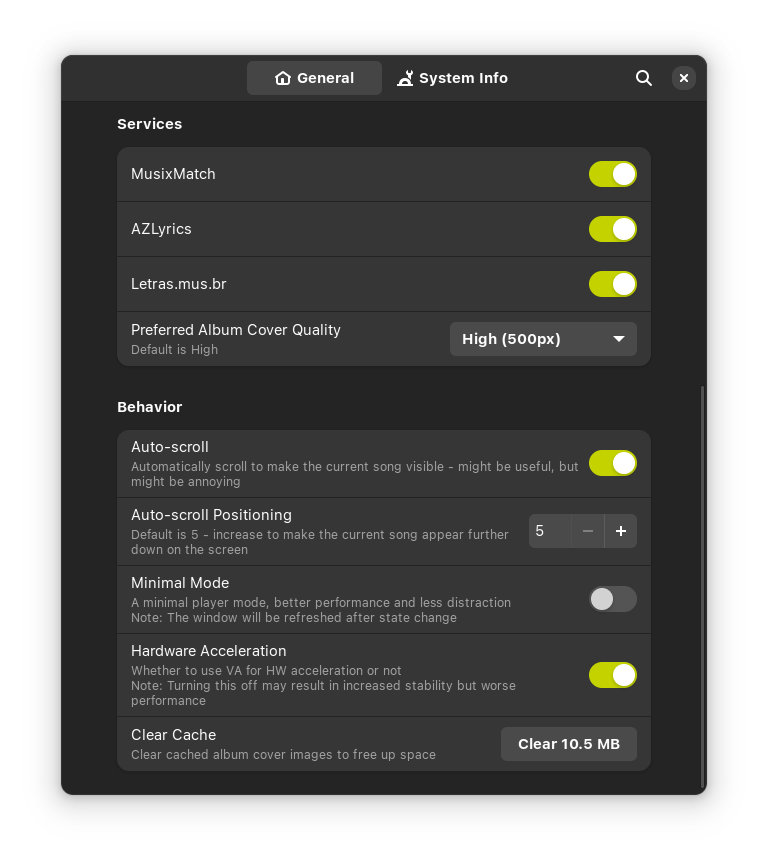 General
System Info
Services
MusixMatch
AZLyrics
Letras.mus.br
Preferred Album Cover Quality
Default is High
High (500px)
Behavior
Auto-scroll
Automatically scroll to make the current song visible - might be useful, but
might be annoying
Auto-scroll Positioning
Default is 5 - increase to make the current song appear further
down on the screen
5
Minimal Mode
A minimal player mode, better performance and less distraction
Note: The window will be refreshed after state change
Hardware Acceleration
Whether to use VA for HW acceleration or not
Note: Turning this off may result in increased stability but worse
performance
Clear Cache
Clear cached album cover images to free up space
Clear 10.5 MB